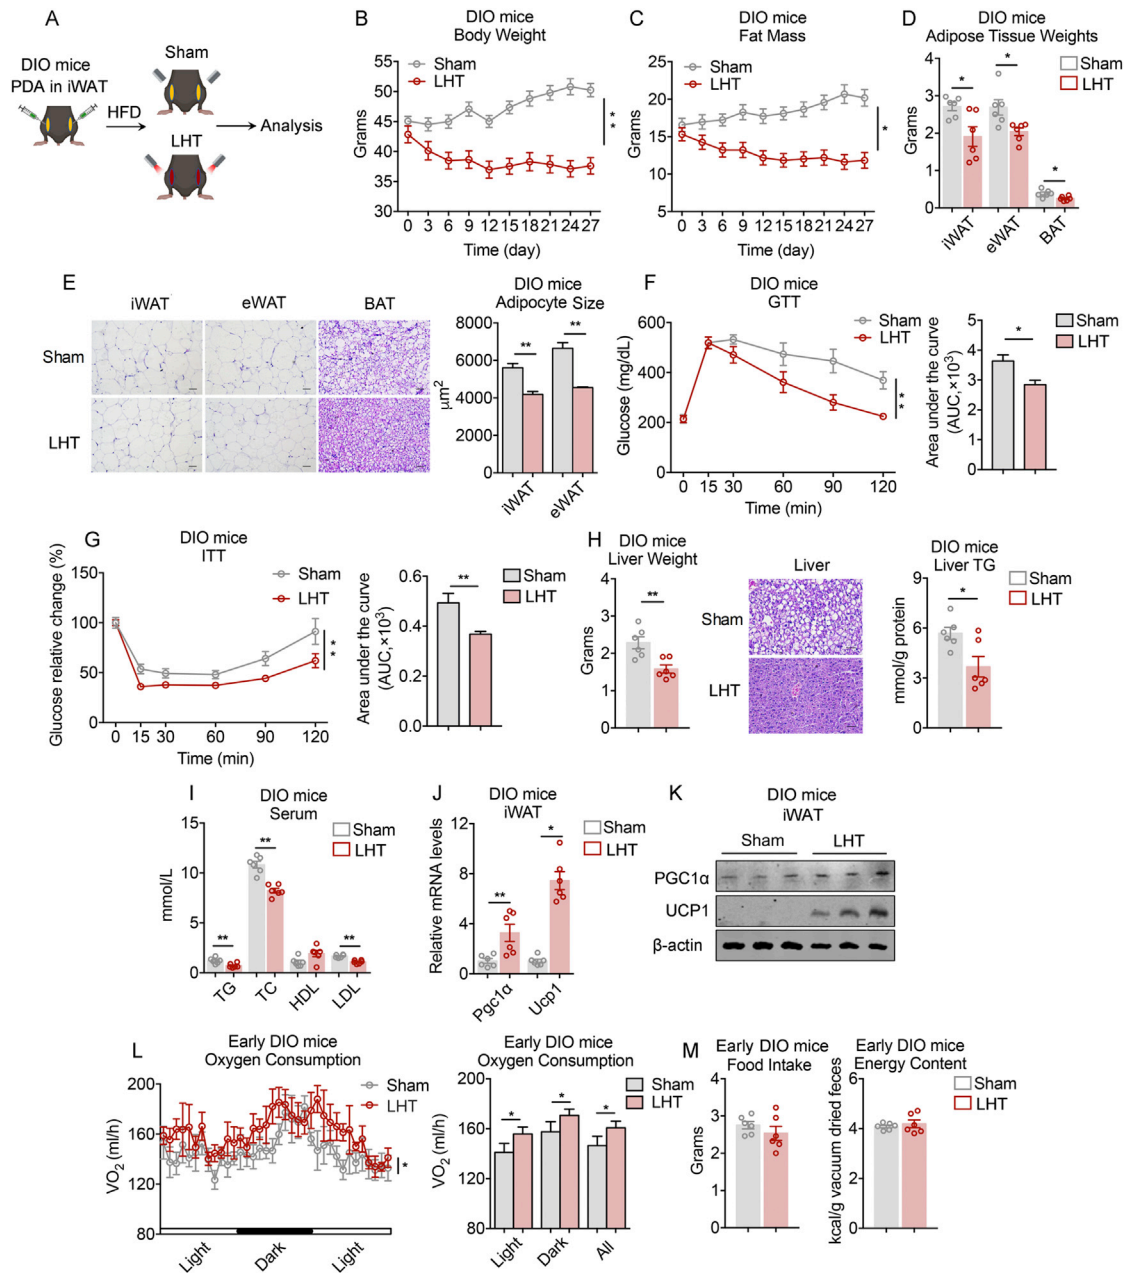 A
DIO mice
PDA in iWAT
HFD
Sham
LHT
Analysis
B
DIO mice
Body Weight
Sham
LHT
Grams
55
50
45
40
35
30
0 3 6 9 12 15 18 21 24 27
Time (day)
**
C
DIO mice
Fat Mass
Sham
LHT
Grams
25
20
15
10
5
0 3 6 9 12 15 18 21 24 27
Time (day)
*
D
DIO mice
Adipose Tissue Weights
Sham
LHT
Grams
4
3
2
1
0
* * *
iWAT eWAT BAT
E
iWAT eWAT BAT
Sham
LHT
DIO mice
Adipocyte Size
Sham
LHT
μm²
8000
6000
4000
2000
0
** **
iWAT eWAT
F
DIO mice
GTT
Sham
LHT
Glucose (mg/dL)
600
400
200
0
0 15 30 60 90 120
Time (min)
**
Sham
LHT
Area under the curve
(AUC,×10³)
5
4
3
2
1
0
*
G
DIO mice
ITT
Sham
LHT
Glucose relative change (%)
150
100
50
0
0 15 30 60 90 120
Time (min)
**
Sham
LHT
Area under the curve
(AUC,×10³)
0.6
0.4
0.2
0.0
**
H
DIO mice
Liver Weight
Sham
LHT
Grams
4
3
2
1
0
**
Liver
Sham
LHT
DIO mice
Liver TG
Sham
LHT
mmol/g protein
8
6
4
2
0
*
I
DIO mice
Serum
Sham
LHT
mmol/L
15
10
5
0
** ** **
TG TC HDL LDL
J
DIO mice
iWAT
Sham
LHT
Relative mRNA levels
12
8
4
0
** *
Pgc1α Ucp1
K
DIO mice
iWAT
Sham LHT
PGC1α
UCP1
β-actin
L
Early DIO mice
Oxygen Consumption
Sham
LHT
VO₂ (ml/h)
200
160
120
80
*
Light Dark Light
Early DIO mice
Oxygen Consumption
Sham
LHT
VO₂ (ml/h)
200
160
120
80
* * *
Light Dark All
M
Early DIO mice
Food Intake
Grams
4
3
2
1
0
Early DIO mice
Energy Content
Sham
LHT
kcal/g vacuum dried feces
6
4
2
0